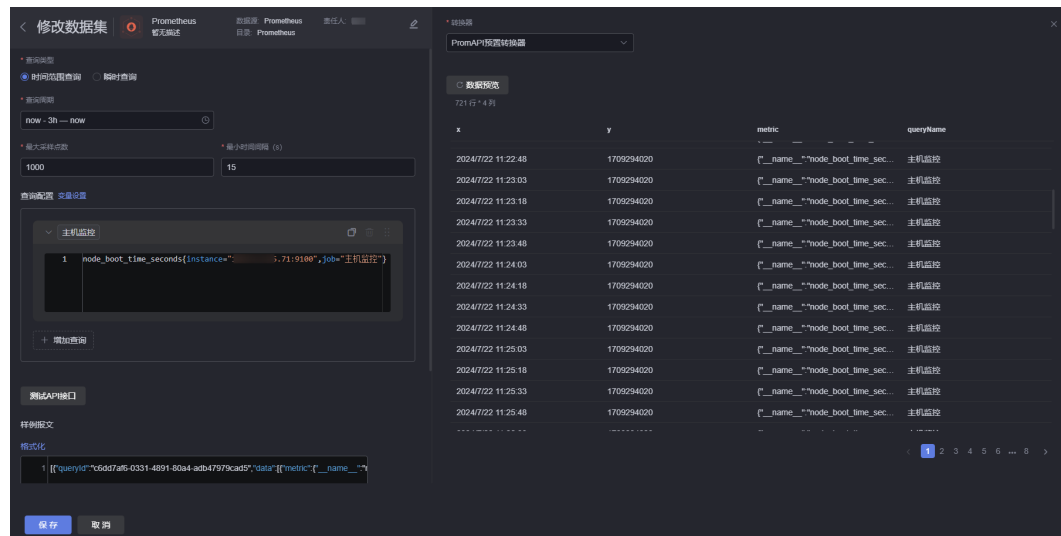 修改数据集
Prometheus
暂无描述
数据源: Prometheus
责任人:
目录: Prometheus
* 查询类型
时间范围查询
瞬时查询
* 查询周期
now - 3h — now
* 最大采样点数
* 最小时间间隔 (s)
1000
15
查询配置 变量设置
主机监控
1 node_boot_time_seconds{instance=" .71:9100",job="主机监控"}
+ 增加查询
测试API接口
样例报文
格式化
1 [{"queryId":"c6dd7af6-0331-4891-80a4-adb47979cad5","data":[{"metric":{"__name__":"n
保存
取消
* 转换器
PromAPI预置转换器
数据预览
721 行 * 4 列
x y metric queryName
2024/7/22 11:22:48 1709294020 {"__name__":"node_boot_time_sec... 主机监控
2024/7/22 11:23:03 1709294020 {"__name__":"node_boot_time_sec... 主机监控
2024/7/22 11:23:18 1709294020 {"__name__":"node_boot_time_sec... 主机监控
2024/7/22 11:23:33 1709294020 {"__name__":"node_boot_time_sec... 主机监控
2024/7/22 11:23:48 1709294020 {"__name__":"node_boot_time_sec... 主机监控
2024/7/22 11:24:03 1709294020 {"__name__":"node_boot_time_sec... 主机监控
2024/7/22 11:24:18 1709294020 {"__name__":"node_boot_time_sec... 主机监控
2024/7/22 11:24:33 1709294020 {"__name__":"node_boot_time_sec... 主机监控
2024/7/22 11:24:48 1709294020 {"__name__":"node_boot_time_sec... 主机监控
2024/7/22 11:25:03 1709294020 {"__name__":"node_boot_time_sec... 主机监控
2024/7/22 11:25:18 1709294020 {"__name__":"node_boot_time_sec... 主机监控
2024/7/22 11:25:33 1709294020 {"__name__":"node_boot_time_sec... 主机监控
2024/7/22 11:25:48 1709294020 {"__name__":"node_boot_time_sec... 主机监控
< 1 2 3 4 5 6 ... 8 >